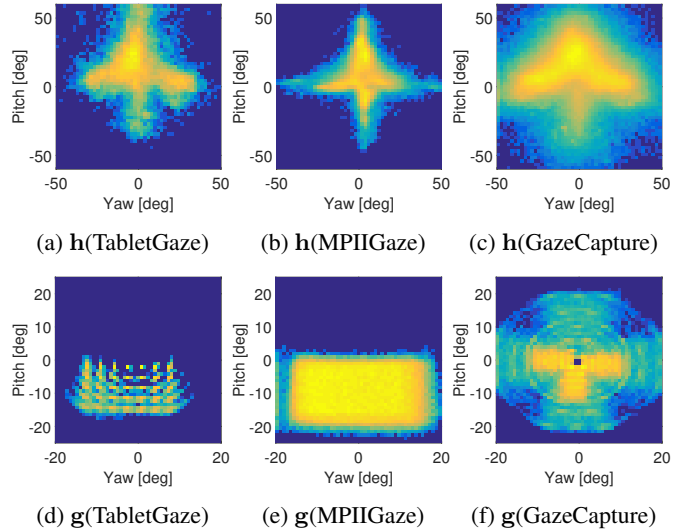 Pitch [deg]
50
0
-50
-50
0
50
Yaw [deg]
(a) h(TabletGaze)
Pitch [deg]
50
0
-50
-50
0
50
Yaw [deg]
(b) h(MPIIGaze)
Pitch [deg]
50
0
-50
-50
0
50
Yaw [deg]
(c) h(GazeCapture)
Pitch [deg]
20
10
0
-10
-20
-20
0
20
Yaw [deg]
(d) g(TabletGaze)
Pitch [deg]
20
10
0
-10
-20
-20
0
20
Yaw [deg]
(e) g(MPIIGaze)
Pitch [deg]
20
10
0
-10
-20
-20
0
20
Yaw [deg]
(f) g(GazeCapture)